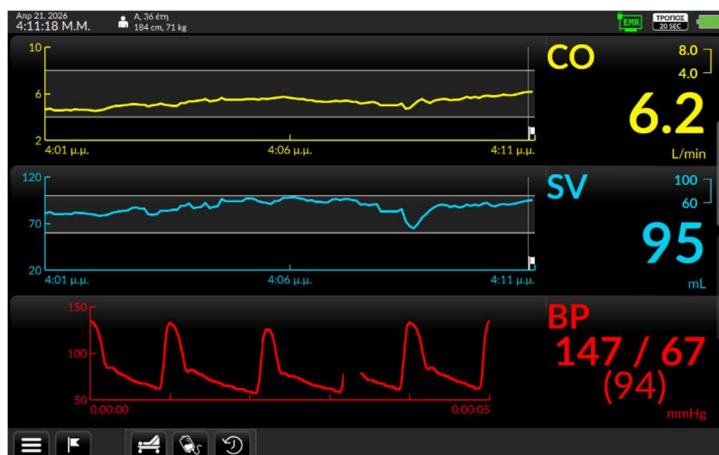 Απρ 21, 2026
4:11:18 Μ.Μ.
Α, 36 έτη
184 cm, 71 kg
EMR
ΤΡΟΠΟΣ
20 SEC
10
6
2
4:01 μ.μ.
4:06 μ.μ.
4:11 μ.μ.
CO
8.0
4.0
6.2
L/min
120
70
20
4:01 μ.μ.
4:06 μ.μ.
4:11 μ.μ.
SV
100
60
95
mL
150
100
50
0:00:00
0:00:05
BP
147 / 67
(94)
mmHg